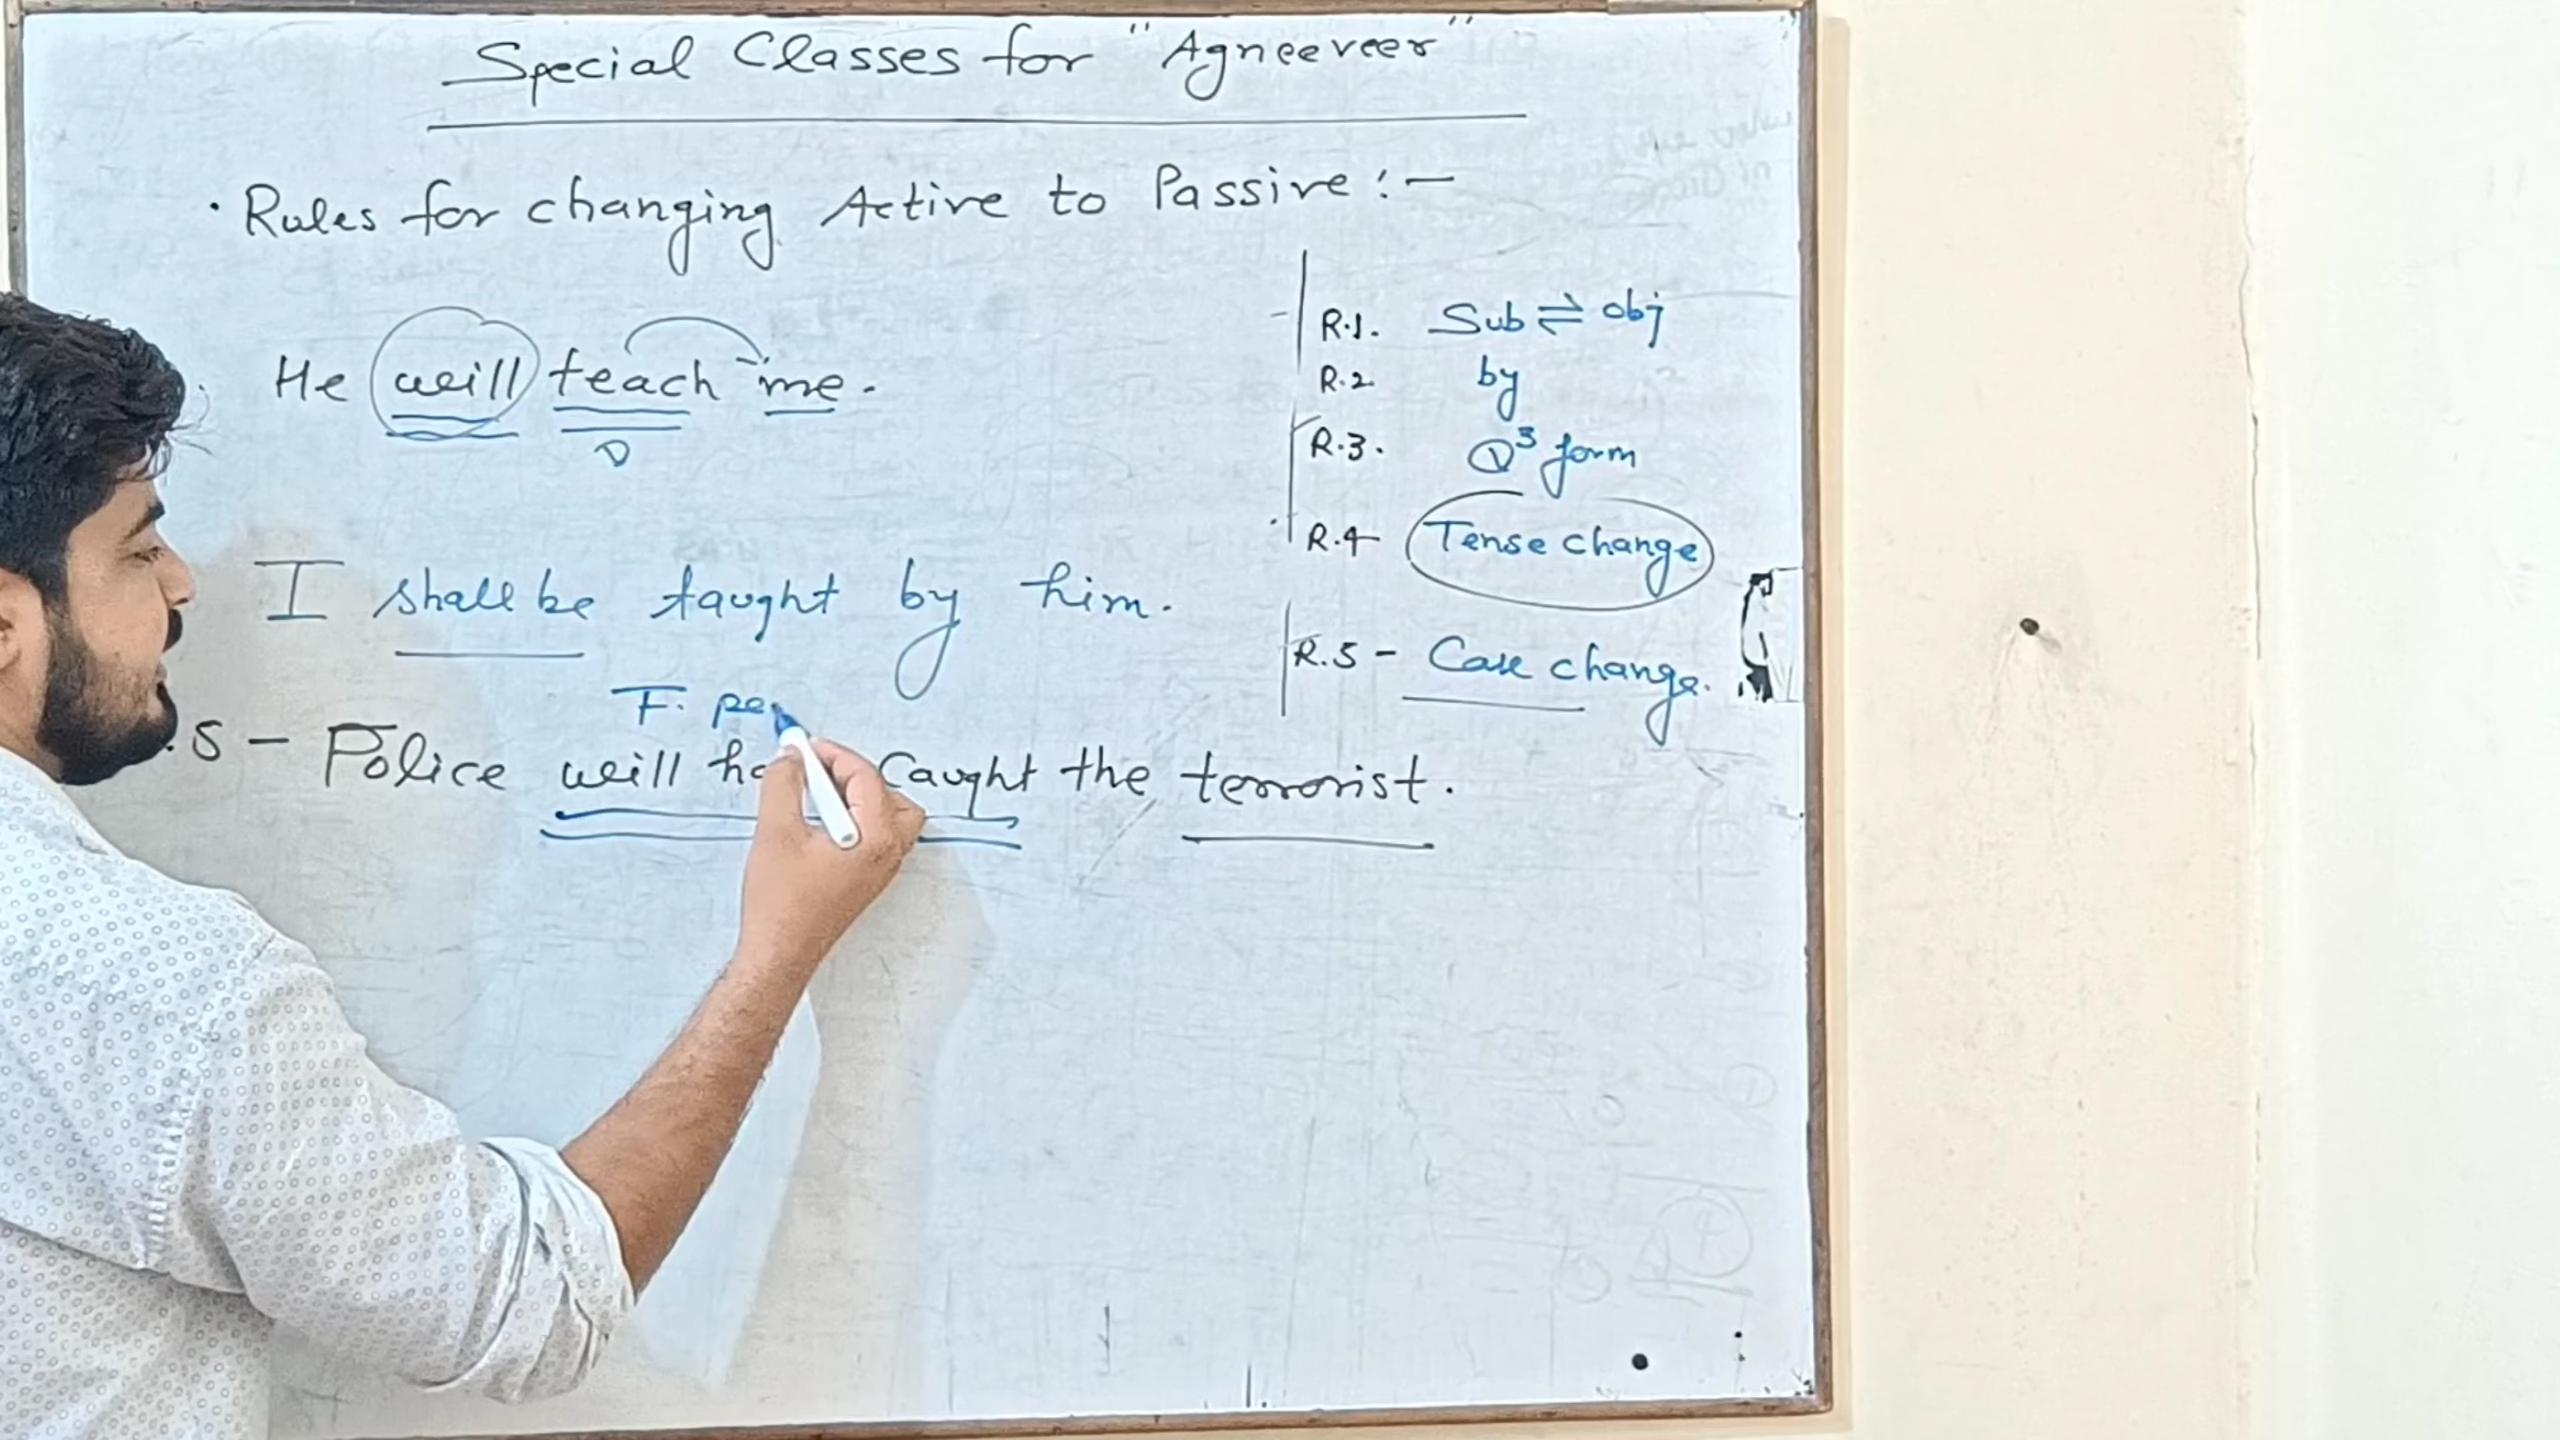 Special Classes for "Agneeveer"
· Rules for changing Active to Passive :-
He will teach me.
D
I shall be taught by him.
F. pe
.5 - Police will ha caught the terrorist.
R.1. Sub ⇌ obj
R.2 by
R.3. V³ form
R.4 Tense change
R.5 - Case change.